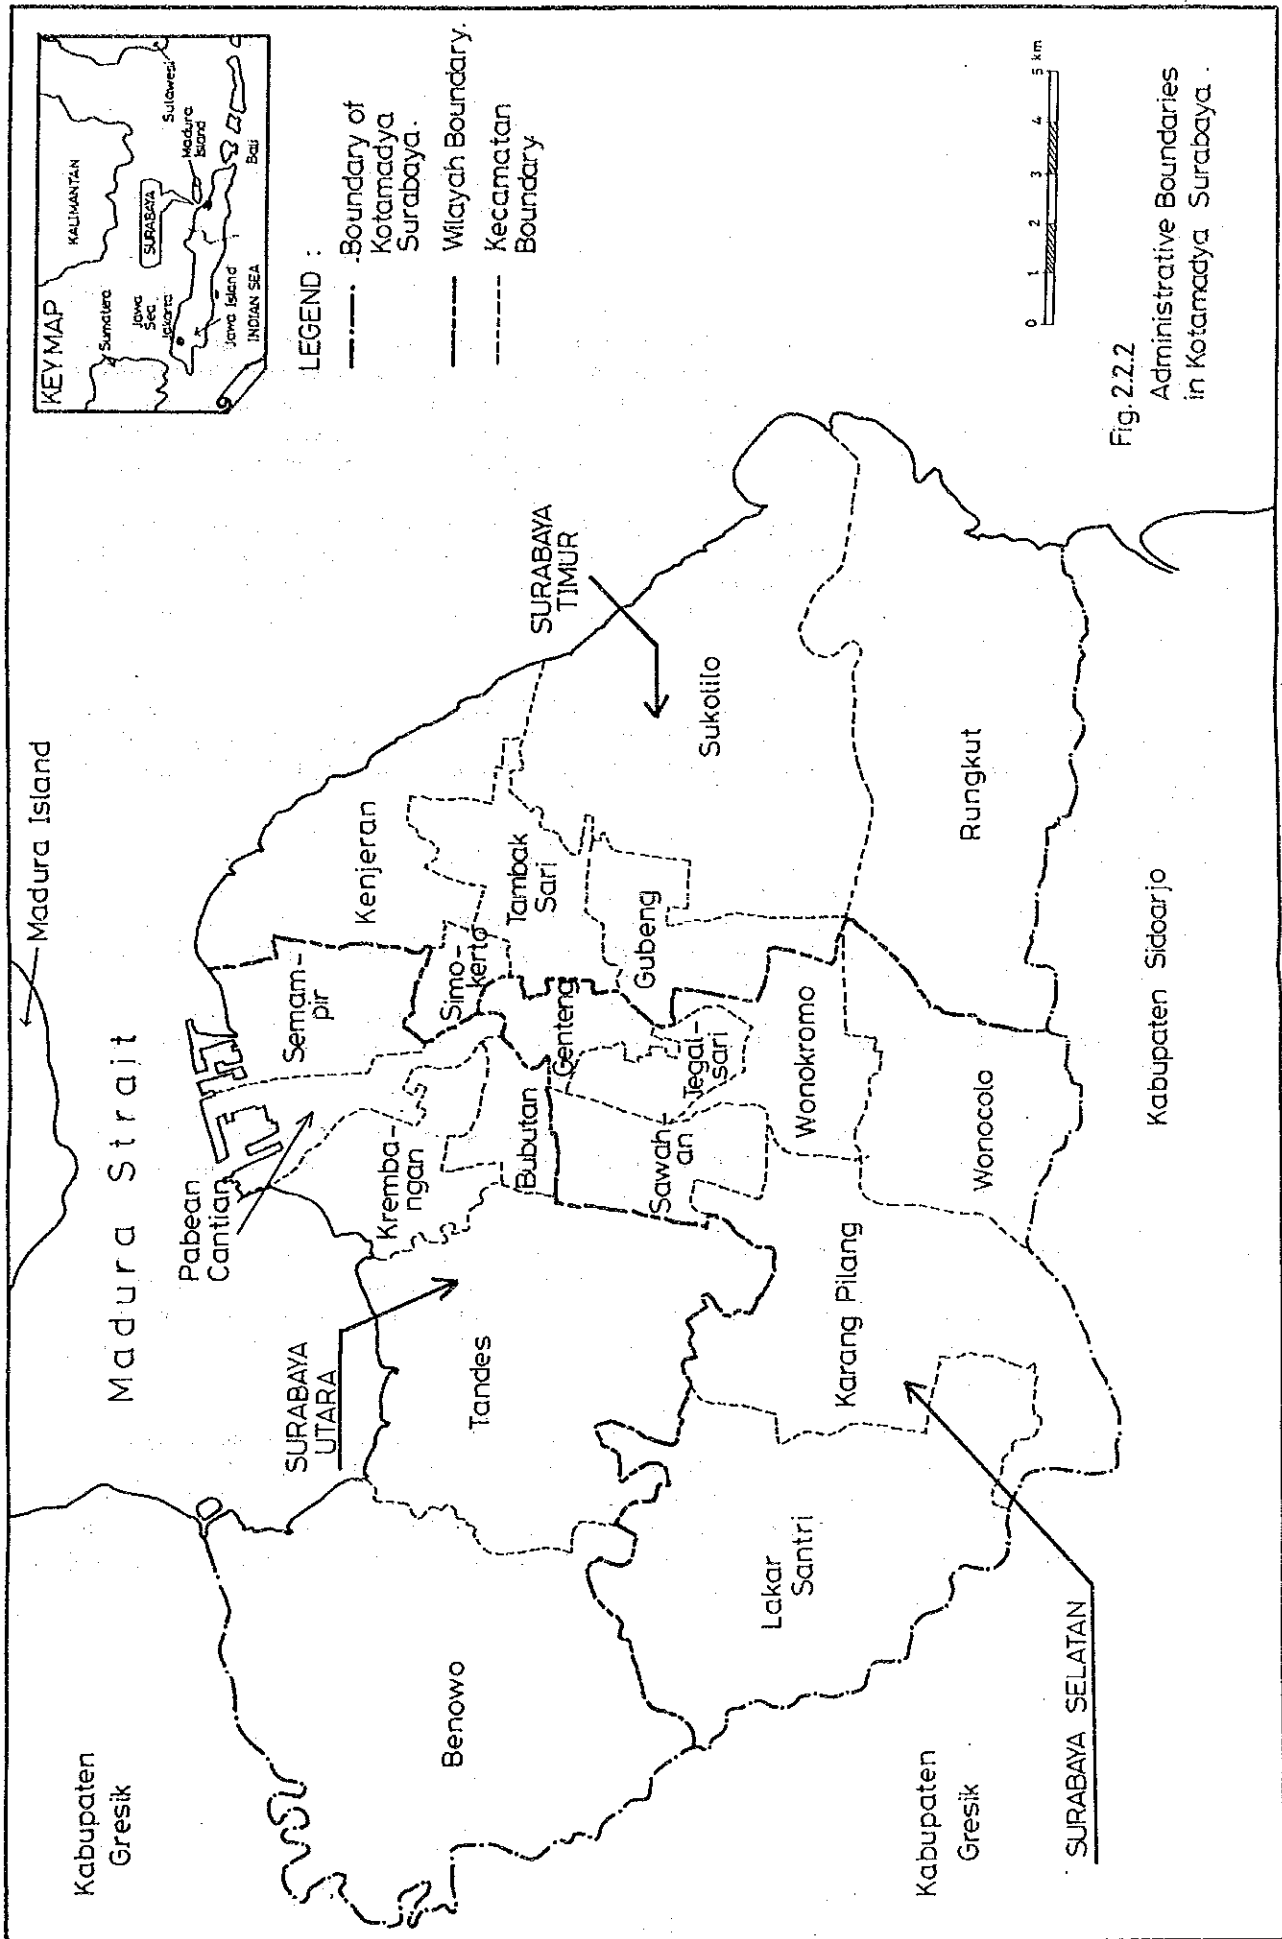 Madura Island
Madura Strait
KEY MAP
KALIMANTAN
Sumatera
Sulawesi
Jawa
Sea
Jakarta
SURABAYA
Madura
Island
Jawa Island
Bali
INDIAN SEA
LEGEND :
Boundary of
Kotamadya
Surabaya.
Wilayah Boundary.
Kecamatan
Boundary.
Kabupaten
Gresik
Pabean
Cantian
SURABAYA
UTARA
SURABAYA
TIMUR
Semam-
pir
Kenjeran
Kremba-
ngan
Simo-
kerto
Tambak
Sari
Benowo
Tandes
Bubutan
Genteng
Gubeng
Sukolilo
Sawah-
an
Tegal-
sari
Lakar
Santri
Karang Pilang
Wonokromo
Wonocolo
Rungkut
Kabupaten
Gresik
SURABAYA SELATAN
Kabupaten Sidoarjo
0 1 2 3 4 5 km
Fig. 2.2.2
Administrative Boundaries
in Kotamadya Surabaya.